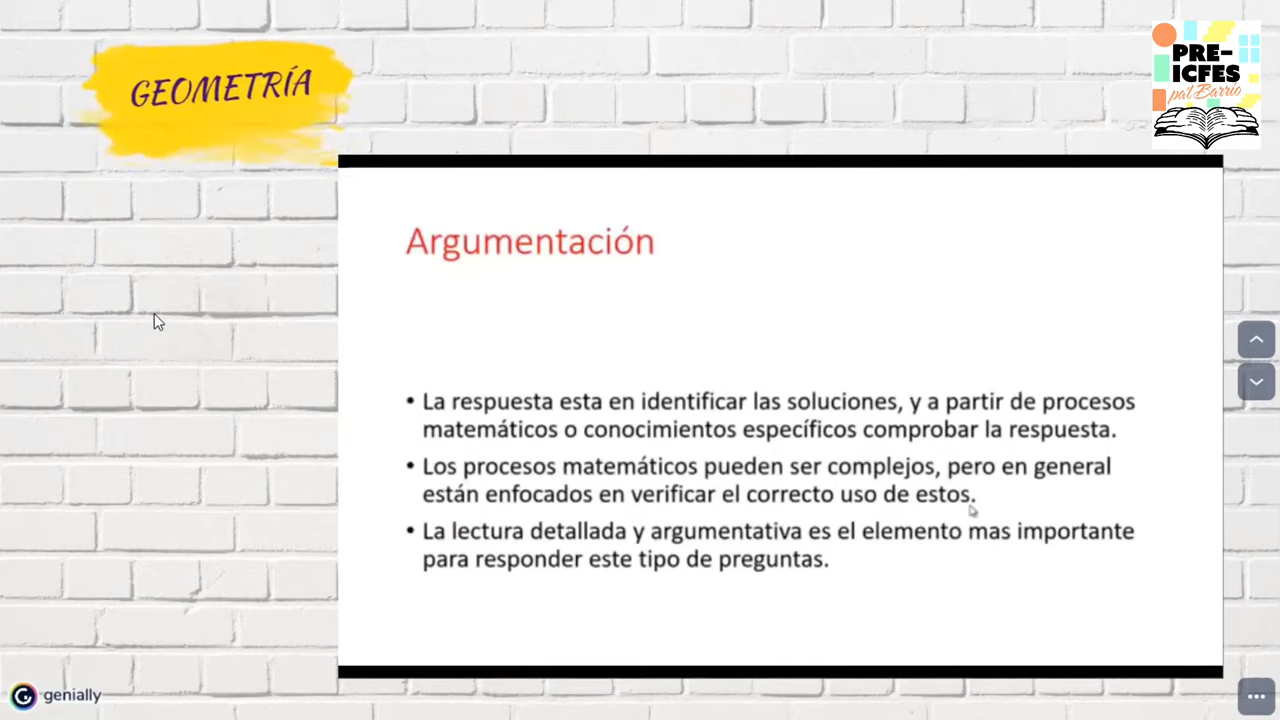 GEOMETRÍA
PRE-
ICFES
pa'l Barrio
Argumentación
• La respuesta esta en identificar las soluciones, y a partir de procesos
matemáticos o conocimientos específicos comprobar la respuesta.
• Los procesos matemáticos pueden ser complejos, pero en general
están enfocados en verificar el correcto uso de estos.
• La lectura detallada y argumentativa es el elemento mas importante
para responder este tipo de preguntas.
genially